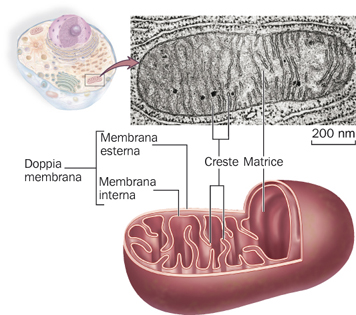 200 nm
Membrana
esterna
Doppia
membrana
Membrana
interna
Creste Matrice